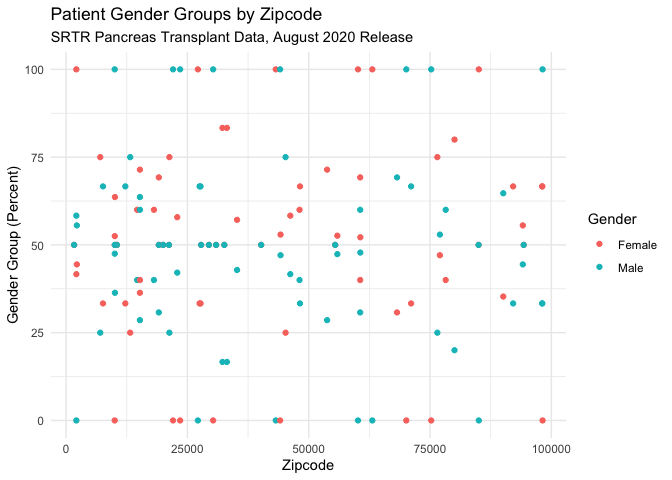 Patient Gender Groups by Zipcode
SRTR Pancreas Transplant Data, August 2020 Release
Gender Group (Percent)
100
75
50
25
0
0
25000
50000
75000
100000
Zipcode
Gender
Female
Male